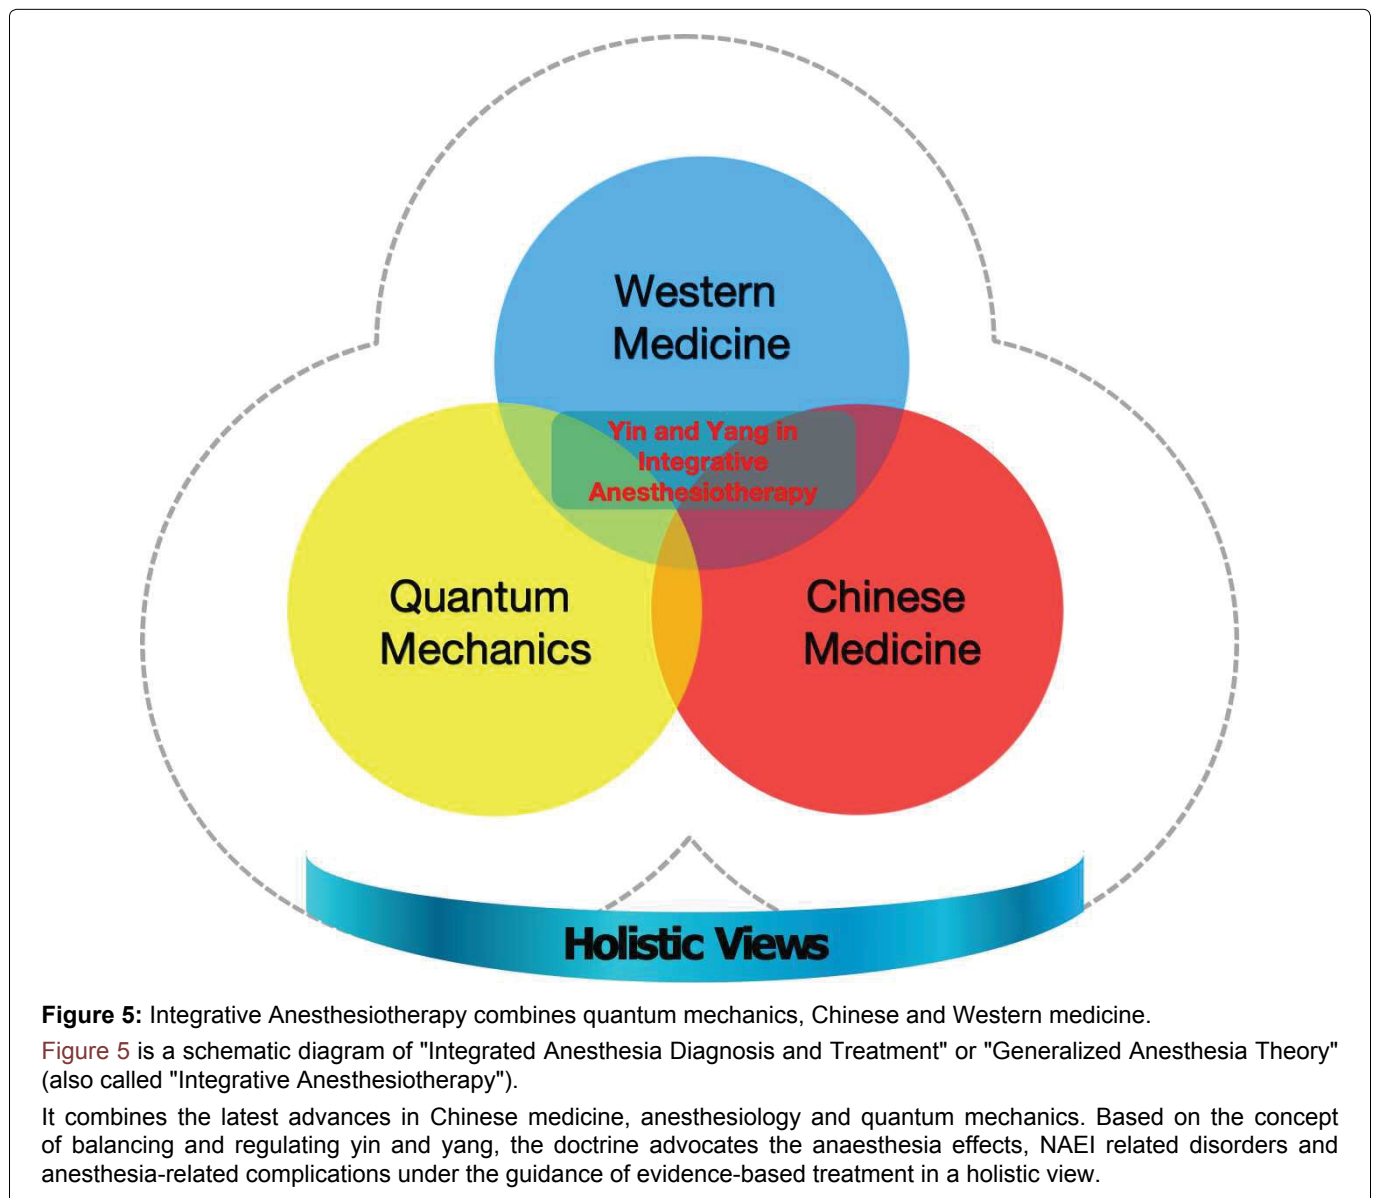 Western
Medicine
Yin and Yang in
Integrative
Anesthesiotherapy
Quantum
Mechanics
Chinese
Medicine
Holistic Views
Figure 5: Integrative Anesthesiotherapy combines quantum mechanics, Chinese and Western medicine.
Figure 5 is a schematic diagram of "Integrated Anesthesia Diagnosis and Treatment" or "Generalized Anesthesia Theory"
(also called "Integrative Anesthesiotherapy").
It combines the latest advances in Chinese medicine, anesthesiology and quantum mechanics. Based on the concept
of balancing and regulating yin and yang, the doctrine advocates the anaesthesia effects, NAEI related disorders and
anesthesia-related complications under the guidance of evidence-based treatment in a holistic view.